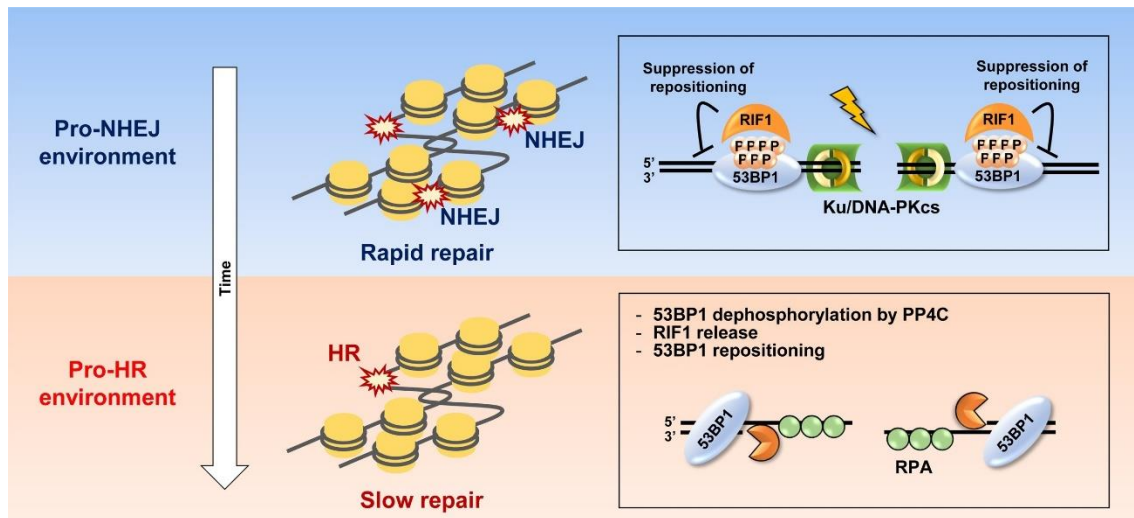 Pro-NHEJ
environment
Time
NHEJ
NHEJ
Rapid repair
Suppression of
repositioning
Suppression of
repositioning
RIF1
RIF1
F F F P
F F P
F F F P
F F P
5’
3’
53BP1
53BP1
Ku/DNA-PKcs
Pro-HR
environment
HR
Slow repair
- 53BP1 dephosphorylation by PP4C
- RIF1 release
- 53BP1 repositioning
5’
3’
53BP1
53BP1
RPA